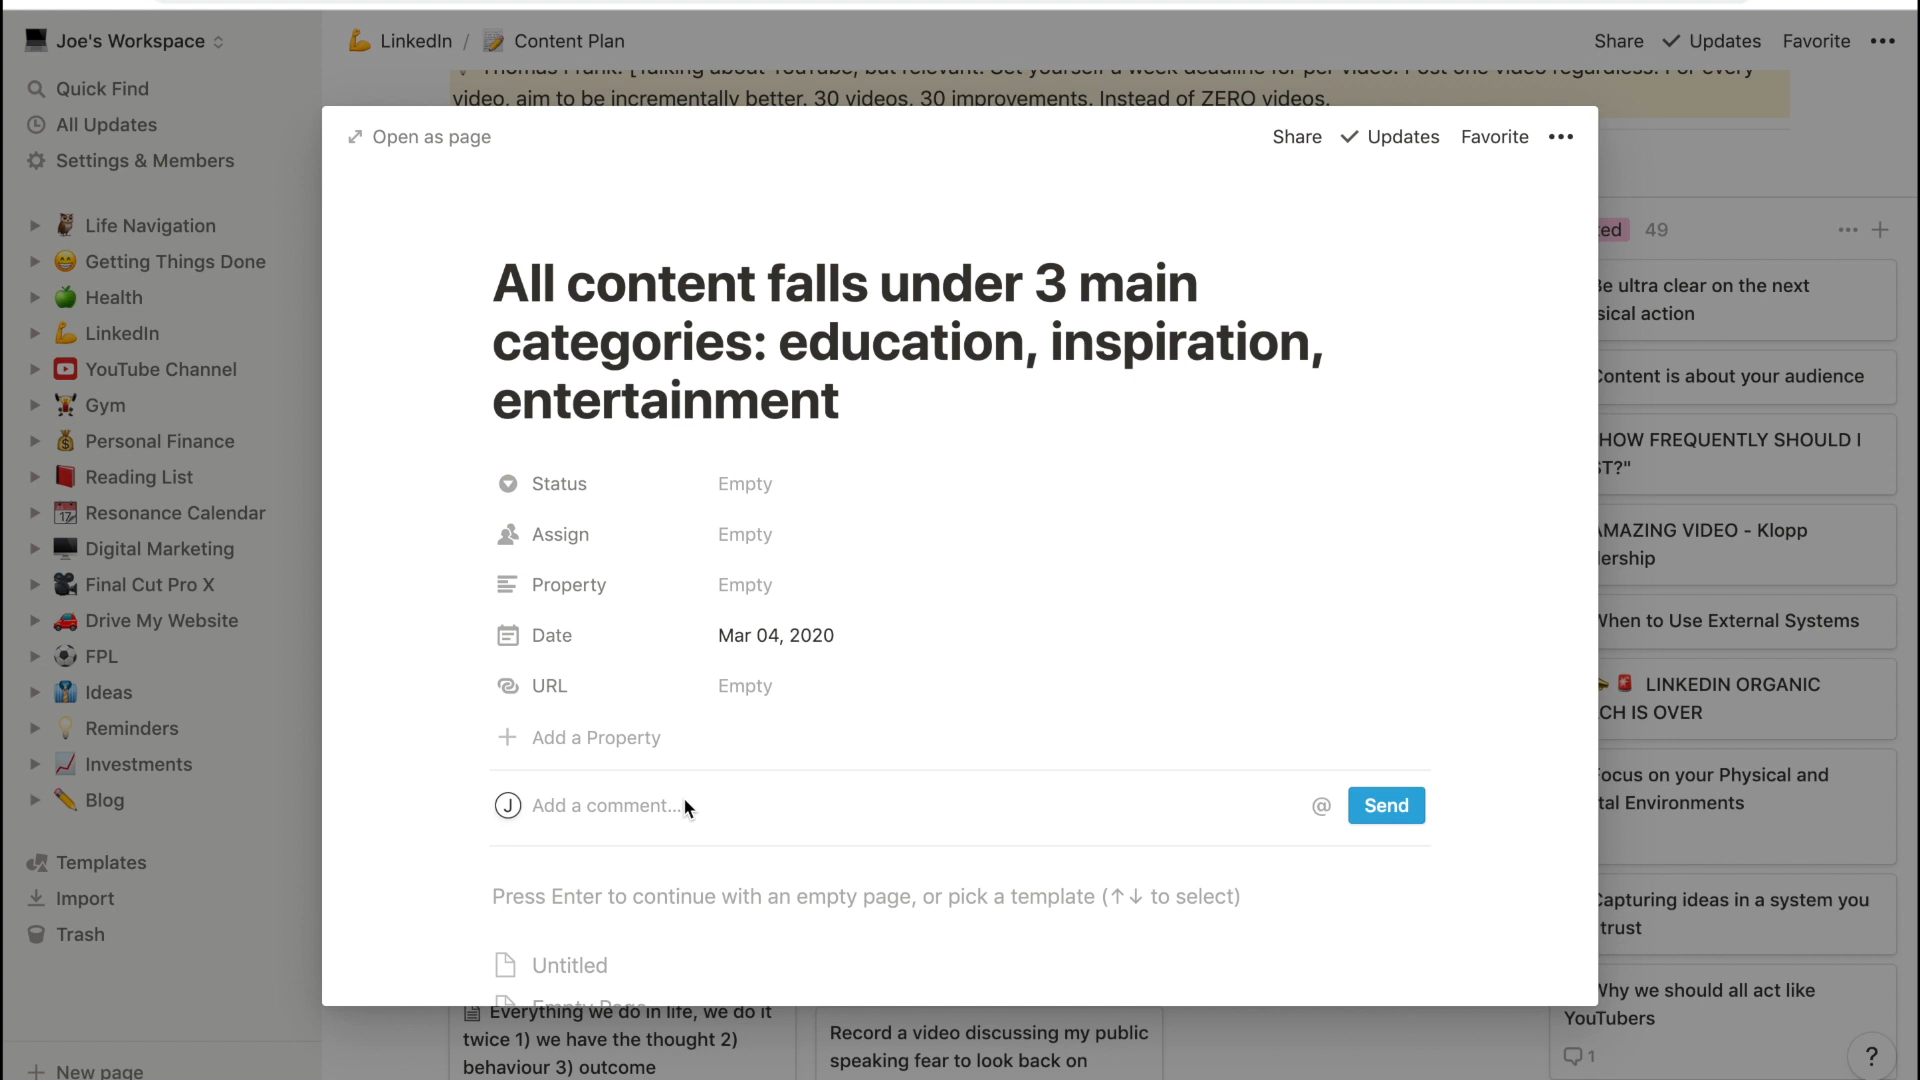 Joe's Workspace
Quick Find
All Updates
Settings & Members
Life Navigation
Getting Things Done
Health
LinkedIn
YouTube Channel
Gym
Personal Finance
Reading List
Resonance Calendar
Digital Marketing
Final Cut Pro X
Drive My Website
FPL
Ideas
Reminders
Investments
Blog
Templates
Import
Trash
New page
LinkedIn / Content Plan
Share Updates Favorite
Thomas Frank: [Talking about YouTube, but relevant. Set yourself a week deadline for per video. Post one video regardless. For every
video, aim to be incrementally better. 30 videos, 30 improvements. Instead of ZERO videos.
Open as page
Share Updates Favorite
All content falls under 3 main
categories: education, inspiration,
entertainment
Status Empty
Assign Empty
Property Empty
Date Mar 04, 2020
URL Empty
Add a Property
J Add a comment... @ Send
Press Enter to continue with an empty page, or pick a template (↑↓ to select)
Untitled
Empty Page
Everything we do in life, we do it
twice 1) we have the thought 2)
behaviour 3) outcome
Record a video discussing my public
speaking fear to look back on
ted 49
Be ultra clear on the next
sical action
Content is about your audience
HOW FREQUENTLY SHOULD I
ST?"
AMAZING VIDEO - Klopp
dership
When to Use External Systems
LINKEDIN ORGANIC
CH IS OVER
Focus on your Physical and
tal Environments
Capturing ideas in a system you
trust
Why we should all act like
YouTubers
1
?